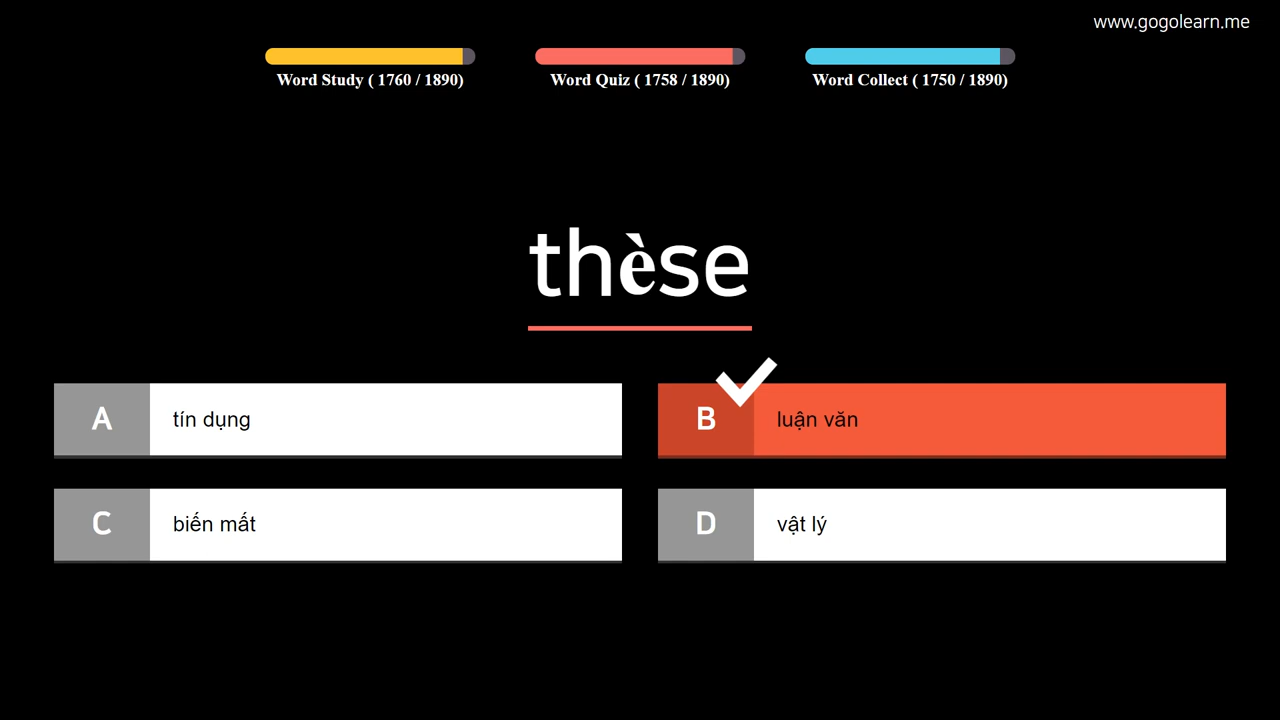 www.gogolearn.me
Word Study ( 1760 / 1890)
Word Quiz ( 1758 / 1890)
Word Collect ( 1750 / 1890)
thèse
A tín dụng
B luận văn
C biến mất
D vật lý